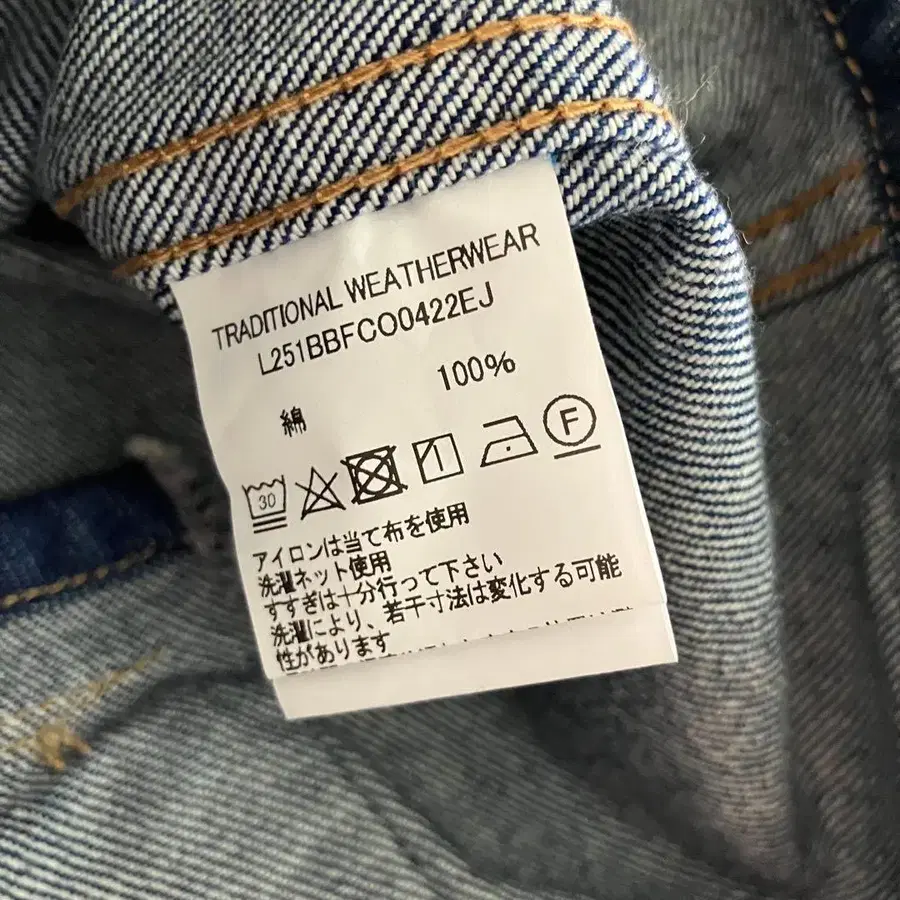 TRADITIONAL WEATHERWEAR
L251BBFCO0422EJ
綿 100%
30 F
アイロンは当て布を使用
洗濯ネット使用
すすぎは十分行って下さい
洗濯により、若干寸法は変化する可能
性があります